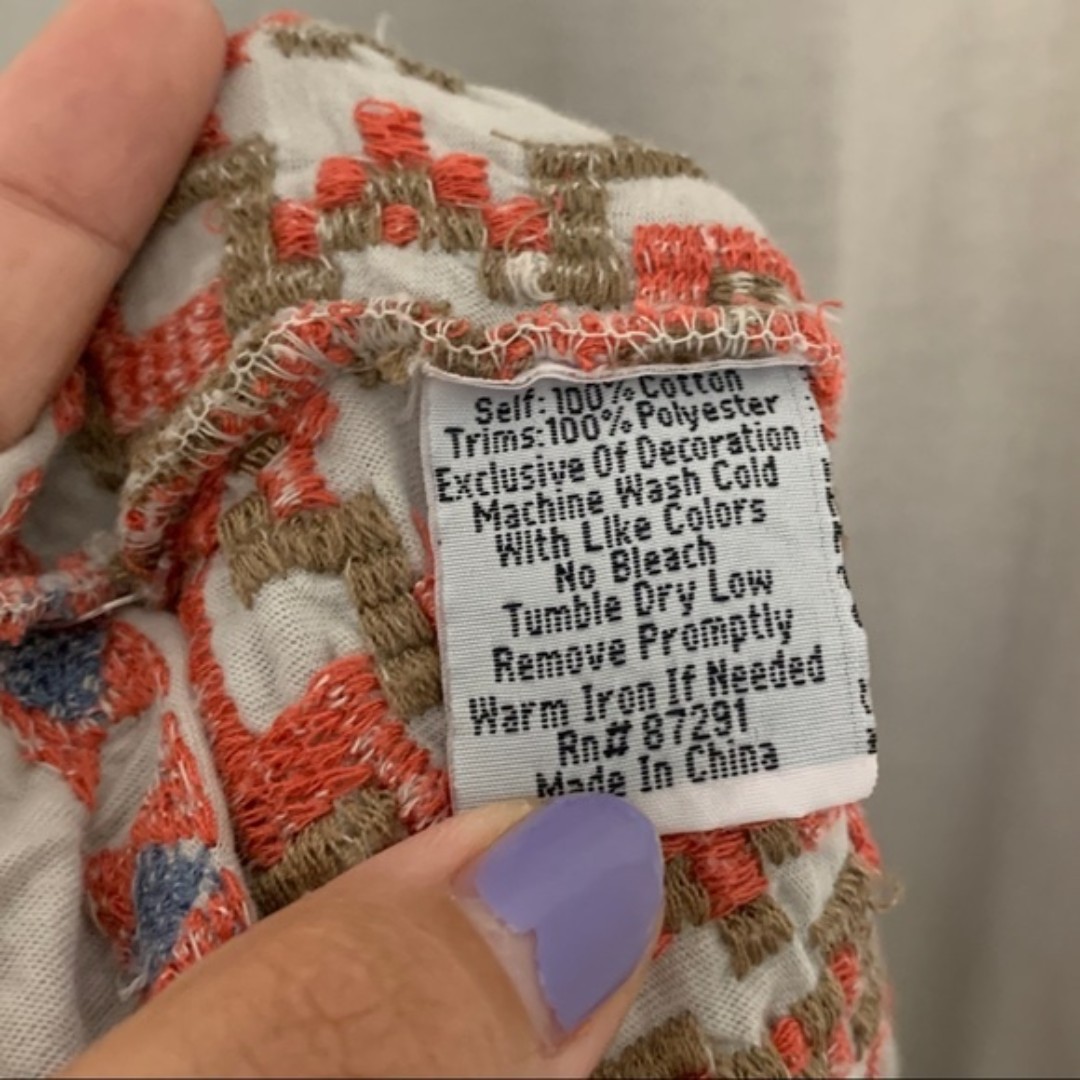 Self: 100% Cotton
Trims:100% Polyester
Exclusive Of Decoration
Machine Wash Cold
With Like Colors
No Bleach
Tumble Dry Low
Remove Promptly
Warm Iron If Needed
Rn# 87291
Made In China